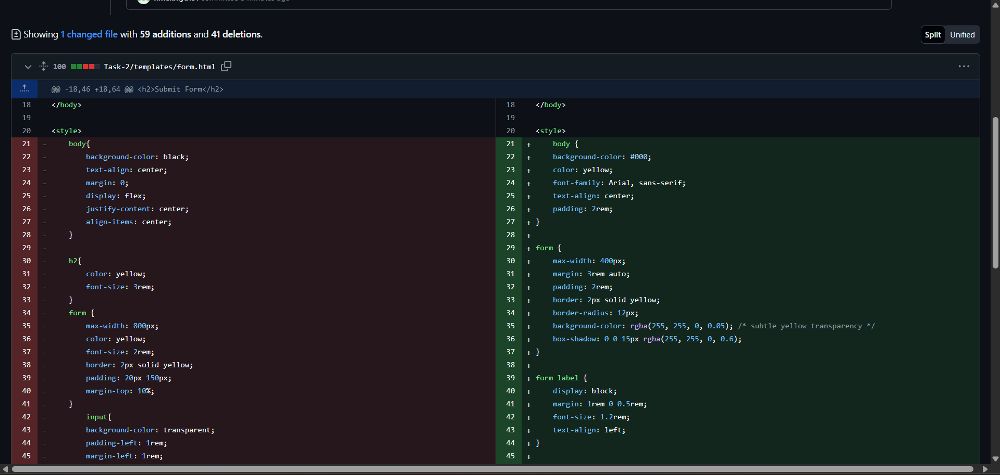 Showing 1 changed file with 59 additions and 41 deletions.
Split Unified
100 Task-2/templates/form.html
@@ -18,46 +18,64 @@ <h2>Submit Form</h2>
18 </body>
19
20 <style>
21 - body{
22 - background-color: black;
23 - text-align: center;
24 - margin: 0;
25 - display: flex;
26 - justify-content: center;
27 - align-items: center;
28 - }
29 -
30 - h2{
31 - color: yellow;
32 - font-size: 3rem;
33 - }
34 - form {
35 - max-width: 800px;
36 - color: yellow;
37 - font-size: 2rem;
38 - border: 2px solid yellow;
39 - padding: 20px 150px;
40 - margin-top: 10%;
41 - }
42 - input{
43 - background-color: transparent;
44 - padding-left: 1rem;
45 - margin-left: 1rem;
18 </body>
19
20 <style>
21 + body {
22 + background-color: #000;
23 + color: yellow;
24 + font-family: Arial, sans-serif;
25 + text-align: center;
26 + padding: 2rem;
27 + }
28 +
29 + form {
30 + max-width: 400px;
31 + margin: 3rem auto;
32 + padding: 2rem;
33 + border: 2px solid yellow;
34 + border-radius: 12px;
35 + background-color: rgba(255, 255, 0, 0.05); /* subtle yellow transparency */
36 + box-shadow: 0 0 15px rgba(255, 255, 0, 0.6);
37 + }
38 +
39 + form label {
40 + display: block;
41 + margin: 1rem 0 0.5rem;
42 + font-size: 1.2rem;
43 + text-align: left;
44 + }
45 +